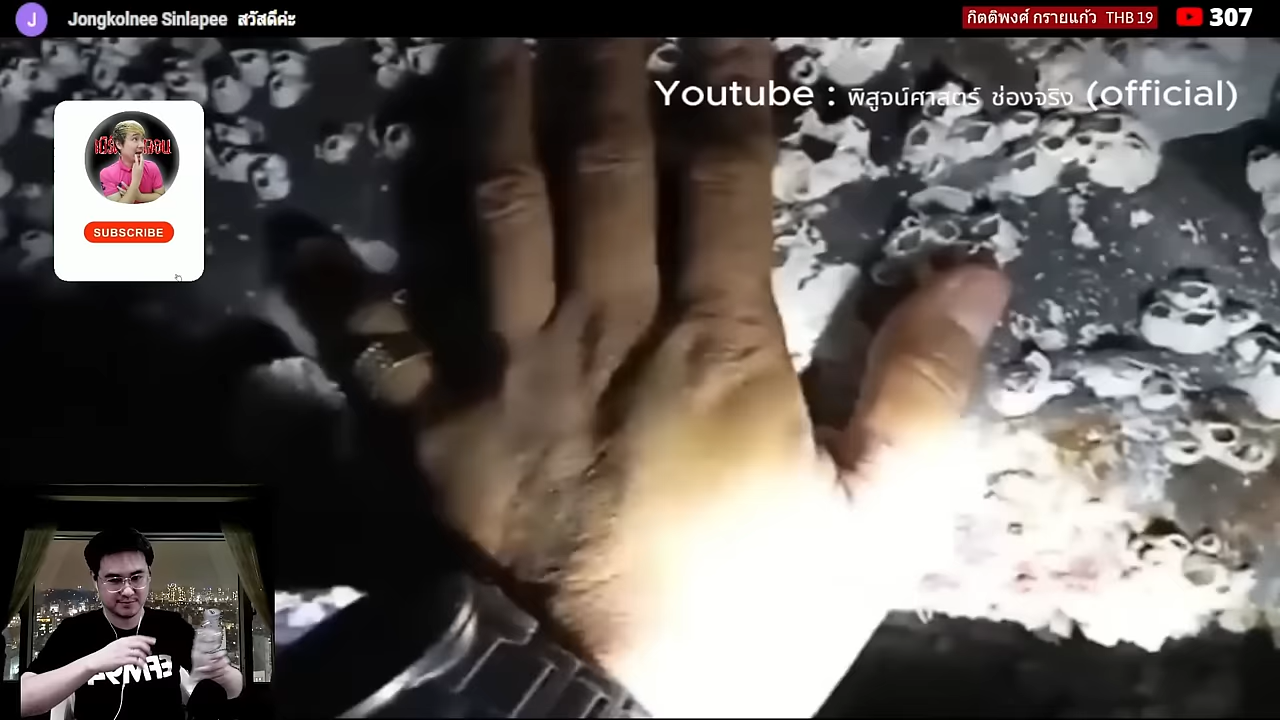 J
Jongkolnee Sinlapee สวัสดีค่ะ
กิตติพงศ์ กรายแก้ว THB 19
307
Youtube : พิสูจน์ศาสตร์ ช่องจริง (official)
SUBSCRIBE